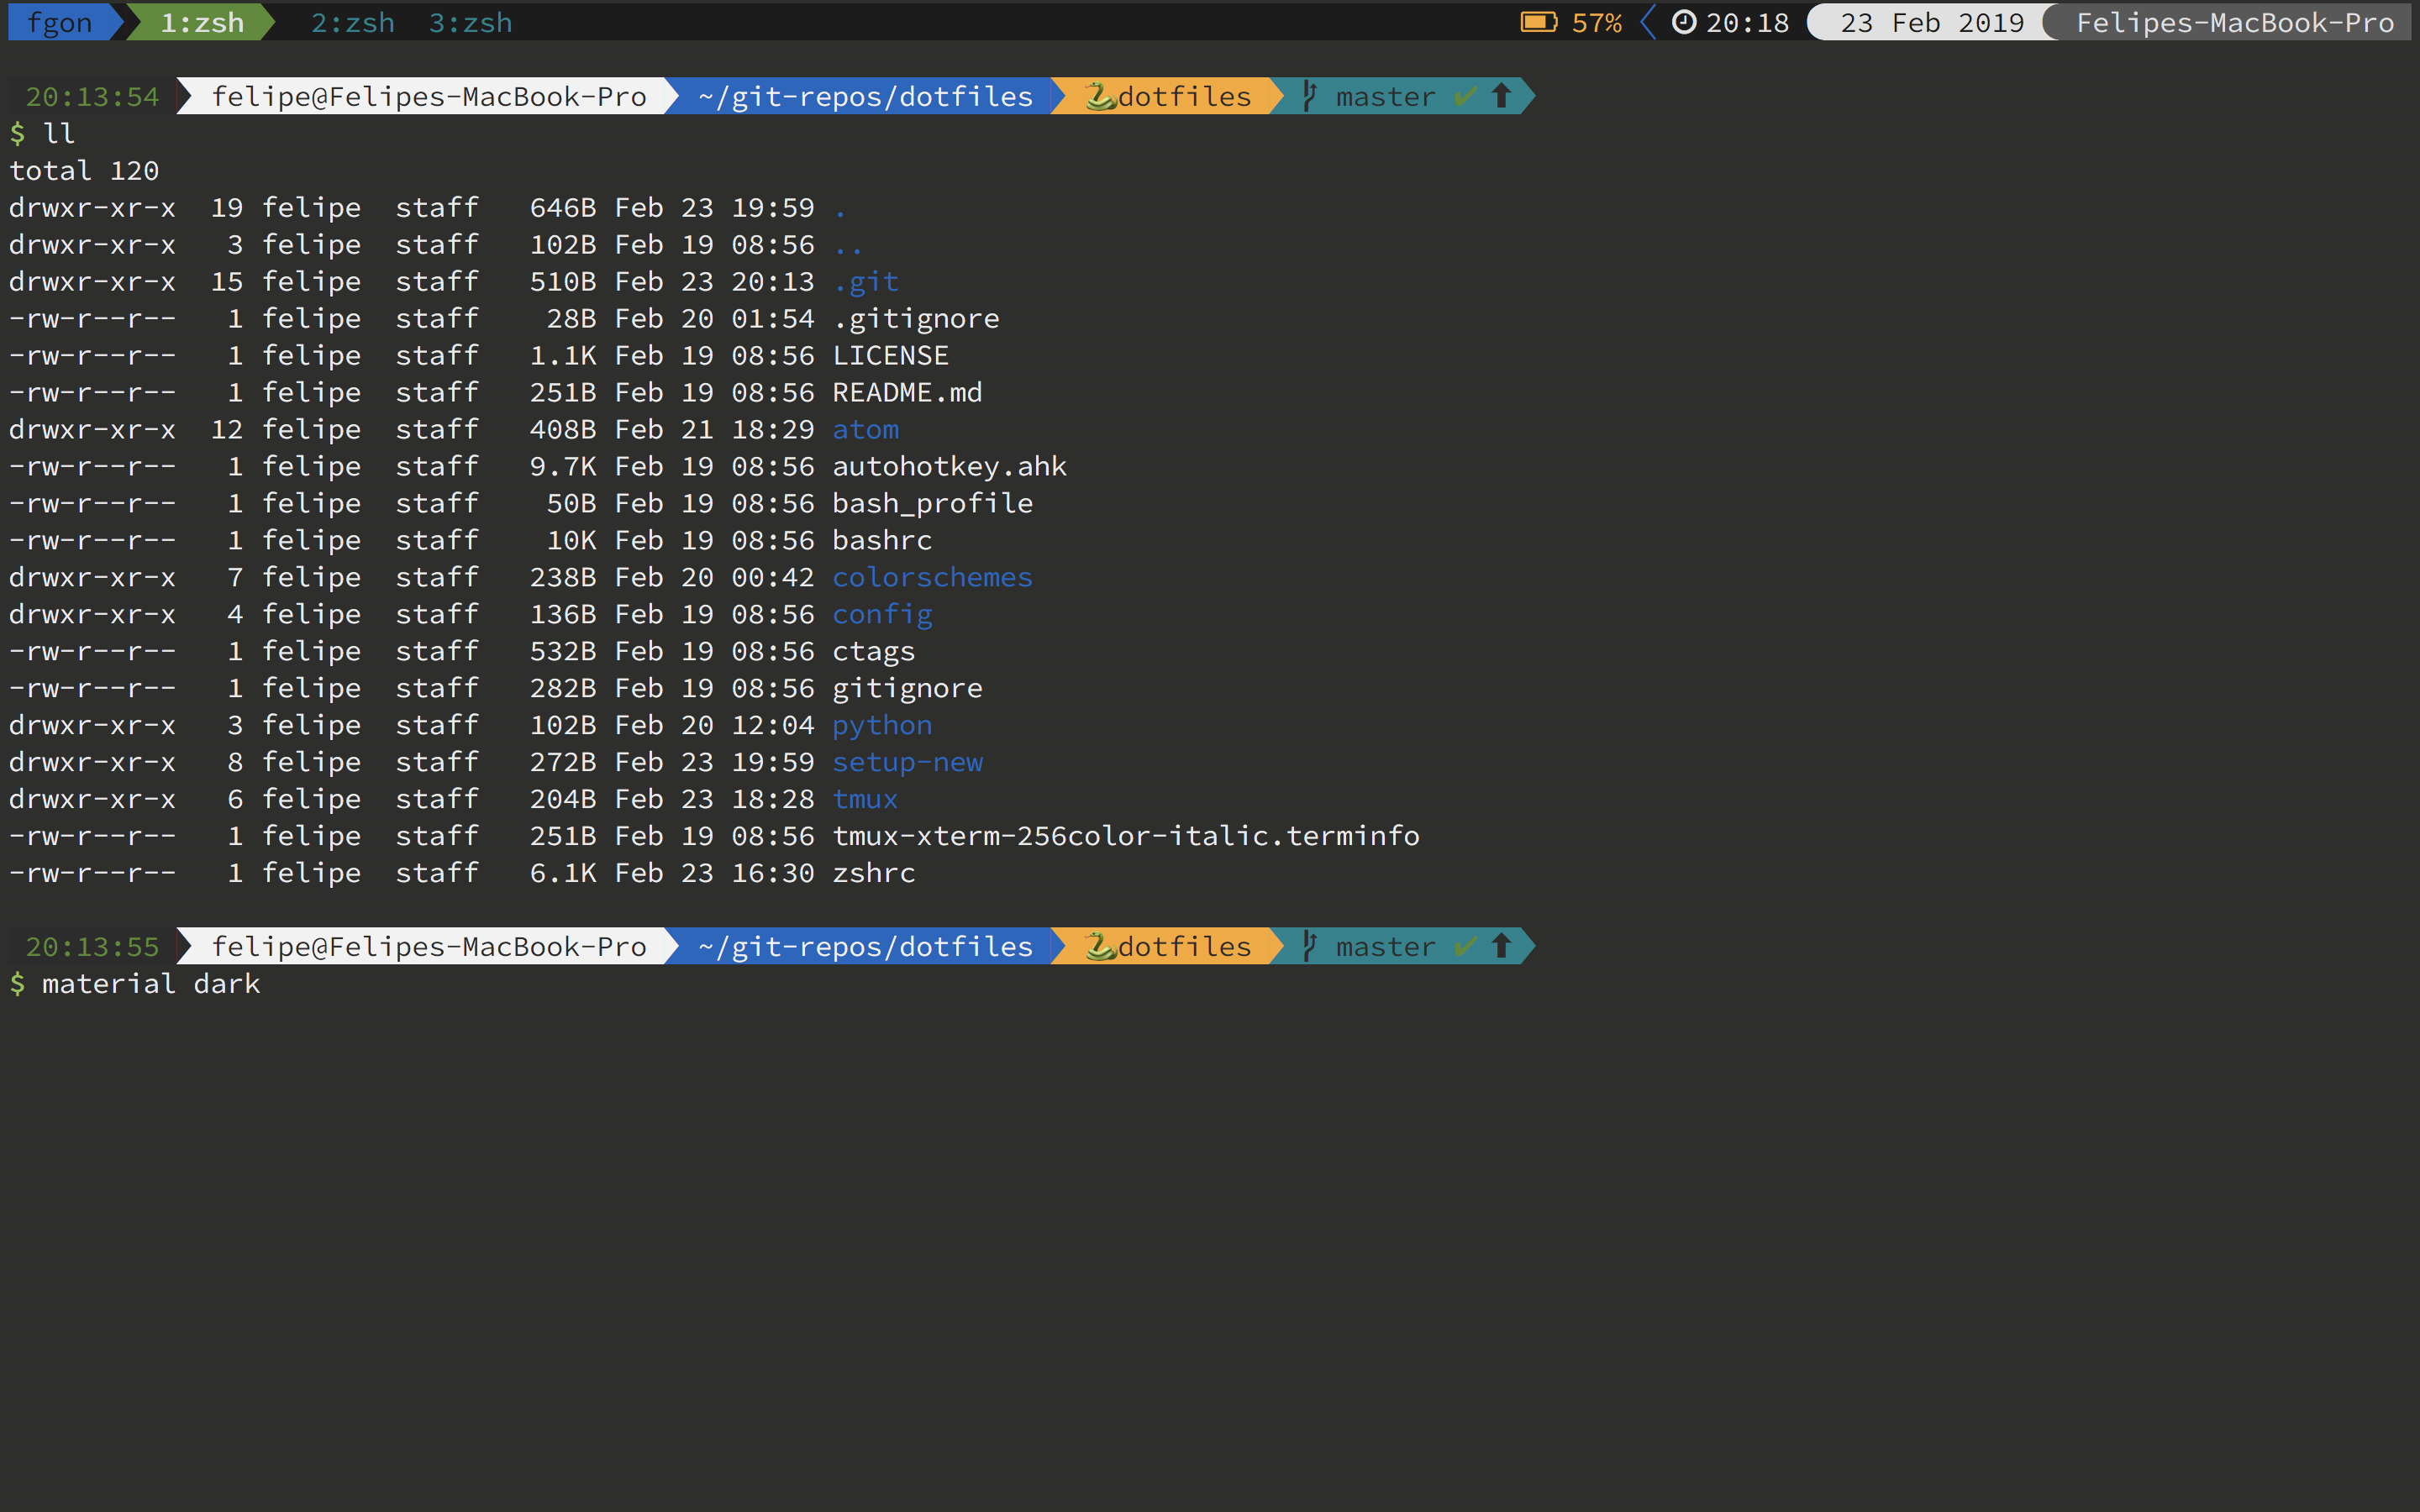 fgon 1:zsh 2:zsh 3:zsh 57% 20:18 23 Feb 2019 Felipes-MacBook-Pro
20:13:54 felipe@Felipes-MacBook-Pro ~/git-repos/dotfiles 🐍dotfiles master ✔ ⬆
$ ll
total 120
drwxr-xr-x  19 felipe  staff   646B Feb 23 19:59 .
drwxr-xr-x   3 felipe  staff   102B Feb 19 08:56 ..
drwxr-xr-x  15 felipe  staff   510B Feb 23 20:13 .git
-rw-r--r--   1 felipe  staff    28B Feb 20 01:54 .gitignore
-rw-r--r--   1 felipe  staff   1.1K Feb 19 08:56 LICENSE
-rw-r--r--   1 felipe  staff   251B Feb 19 08:56 README.md
drwxr-xr-x  12 felipe  staff   408B Feb 21 18:29 atom
-rw-r--r--   1 felipe  staff   9.7K Feb 19 08:56 autohotkey.ahk
-rw-r--r--   1 felipe  staff    50B Feb 19 08:56 bash_profile
-rw-r--r--   1 felipe  staff    10K Feb 19 08:56 bashrc
drwxr-xr-x   7 felipe  staff   238B Feb 20 00:42 colorschemes
drwxr-xr-x   4 felipe  staff   136B Feb 19 08:56 config
-rw-r--r--   1 felipe  staff   532B Feb 19 08:56 ctags
-rw-r--r--   1 felipe  staff   282B Feb 19 08:56 gitignore
drwxr-xr-x   3 felipe  staff   102B Feb 20 12:04 python
drwxr-xr-x   8 felipe  staff   272B Feb 23 19:59 setup-new
drwxr-xr-x   6 felipe  staff   204B Feb 23 18:28 tmux
-rw-r--r--   1 felipe  staff   251B Feb 19 08:56 tmux-xterm-256color-italic.terminfo
-rw-r--r--   1 felipe  staff   6.1K Feb 23 16:30 zshrc
20:13:55 felipe@Felipes-MacBook-Pro ~/git-repos/dotfiles 🐍dotfiles master ✔ ⬆
$ material dark